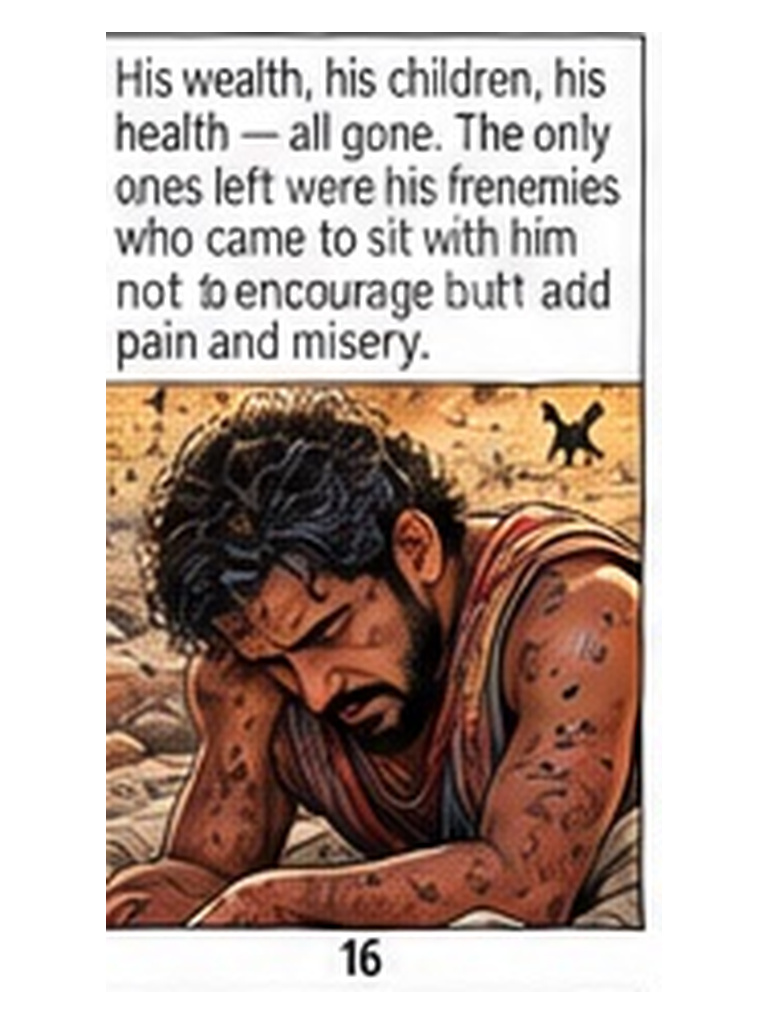 His wealth, his children, his
health — all gone. The only
ones left were his frenemies
who came to sit with him
not to encourage butt add
pain and misery.
16